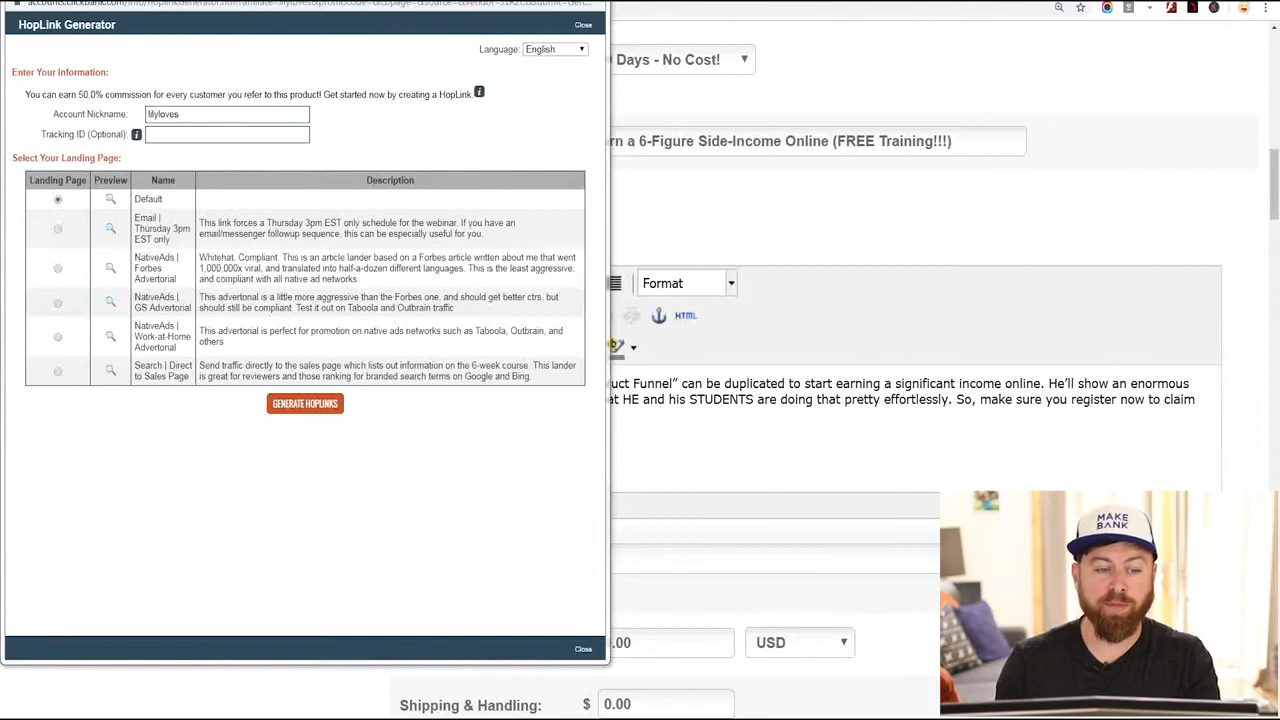 HopLink Generator
Close
Language: English
Enter Your Information:
You can earn 50.0% commission for every customer you refer to this product! Get started now by creating a HopLink.
Account Nickname: lilyloves
Tracking ID (Optional):
Select Your Landing Page:
Landing Page Preview Name Description
Default
Email |
Thursday 3pm
EST only
This link forces a Thursday 3pm EST only schedule for the webinar. If you have an
email/messenger followup sequence, this can be especially useful for you.
NativeAds |
Forbes
Advertorial
Whitehat. Compliant. This is an article lander based on a Forbes article written about me that went
1,000,000x viral, and translated into half-a-dozen different languages. This is the least aggressive,
and compliant with all native ad networks.
NativeAds |
GS Advertorial
This advertorial is a little more aggressive than the Forbes one, and should get better ctrs, but
should still be compliant. Test it out on Taboola and Outbrain traffic
NativeAds |
Work-at-Home
Advertorial
This advertorial is perfect for promotion on native ads networks such as Taboola, Outbrain, and
others
Search | Direct
to Sales Page
Send traffic directly to the sales page which lists out information on the 6-week course. This lander
is great for reviewers and those ranking for branded search terms on Google and Bing.
GENERATE HOPLINKS
Close
Days - No Cost!
rn a 6-Figure Side-Income Online (FREE Training!!!)
Format
HTML
uct Funnel” can be duplicated to start earning a significant income online. He’ll show an enormous
at HE and his STUDENTS are doing that pretty effortlessly. So, make sure you register now to claim
.00 USD
Shipping & Handling: $ 0.00
MAKE
BANK